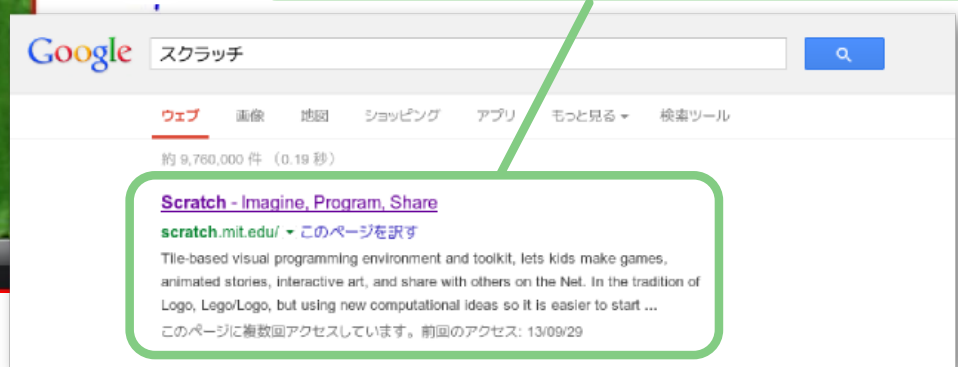 Google スクラッチ
ウェブ 画像 地図 ショッピング アプリ もっと見る 検索ツール
約 9,760,000 件 (0.19 秒)
Scratch - Imagine, Program, Share
scratch.mit.edu/ このページを訳す
Tile-based visual programming environment and toolkit, lets kids make games,
animated stories, interactive art, and share with others on the Net. In the tradition of
Logo, Lego/Logo, but using new computational ideas so it is easier to start ...
このページに複数回アクセスしています。前回のアクセス: 13/09/29